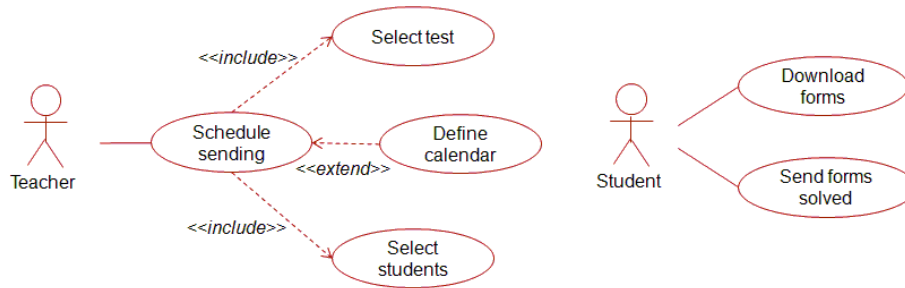 Select test
<<include>>
Schedule
sending
Define
calendar
<<extend>>
Teacher
<<include>>
Select
students
Download
forms
Student
Send forms
solved